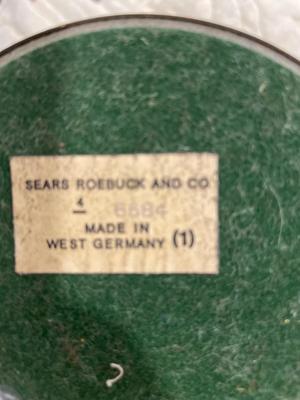 SEARS ROEBUCK AND CO
4 6684
MADE IN
WEST GERMANY (1)